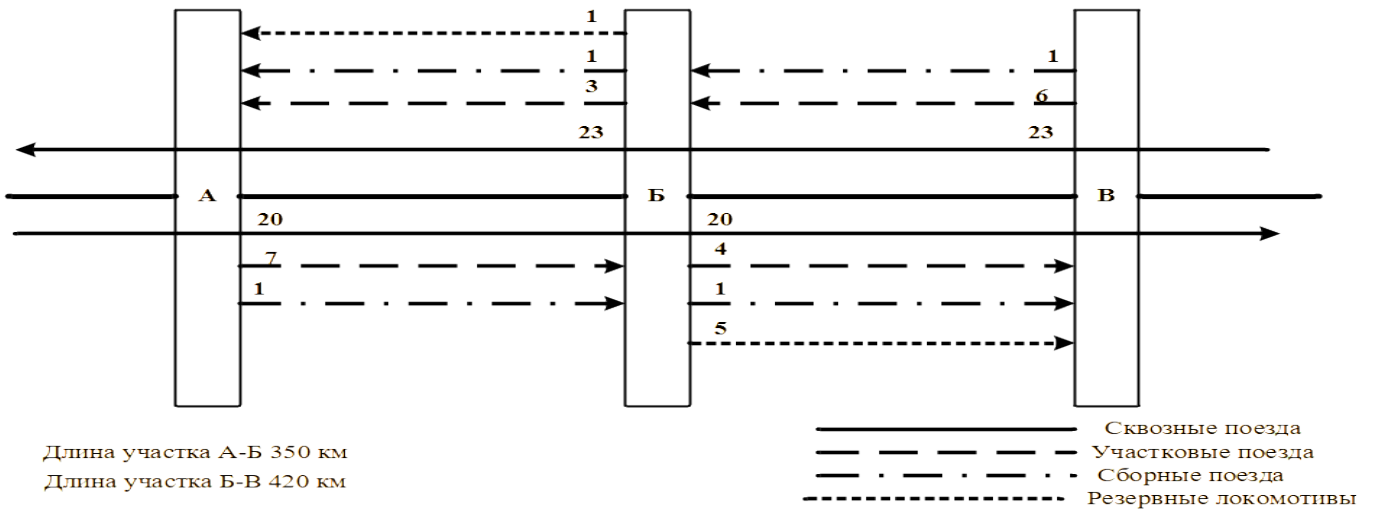 1
1 1
3 6
23 23
А Б В
20 20
7 4
1 1
5
Сквозные поезда
Длина участка А-Б 350 км
Участковые поезда
Длина участка Б-В 420 км
Сборные поезда
Резервные локомотивы